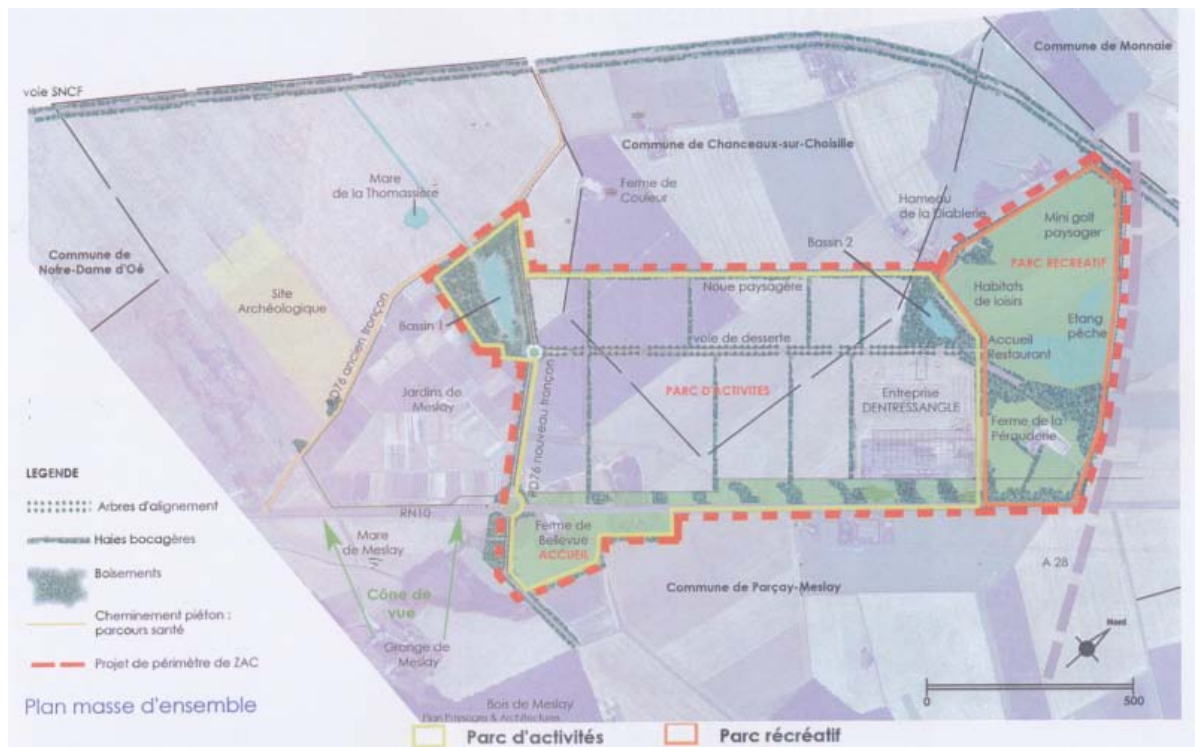 Commune de Monnaie
voie SNCF
Commune de Chanceaux-sur-Choisille
Mare
de la Thomassière
Ferme de
Couleur
Hameau
de la Diablerie
Mini golf
paysager
Bassin 2
PARC RECREATIF
Commune de
Notre-Dame d'Oé
Site
Archéologique
Noue paysagère
Habitats
de loisirs
RD76 ancien tronçon
Bassin 1
Etang
pêche
voie de desserte
Accueil
Restaurant
Jardins de
Meslay
PARC D'ACTIVITES
Entreprise
DENTRESSANGLE
RD76 nouveau tronçon
Ferme de la
Pérauderie
LEGENDE
Arbres d'alignement
RN10
Haies bocagères
Mare
de Meslay
Ferme de
Bellevue
ACCUEIL
A 28
Boisements
Commune de Parçay-Meslay
Cône de
vue
Cheminement piéton :
parcours santé
Nord
Grange de
Meslay
Projet de périmètre de ZAC
0
500
Plan masse d'ensemble
Bois de Meslay
Plan Paysages & Architectures
Parc d'activités
Parc récréatif